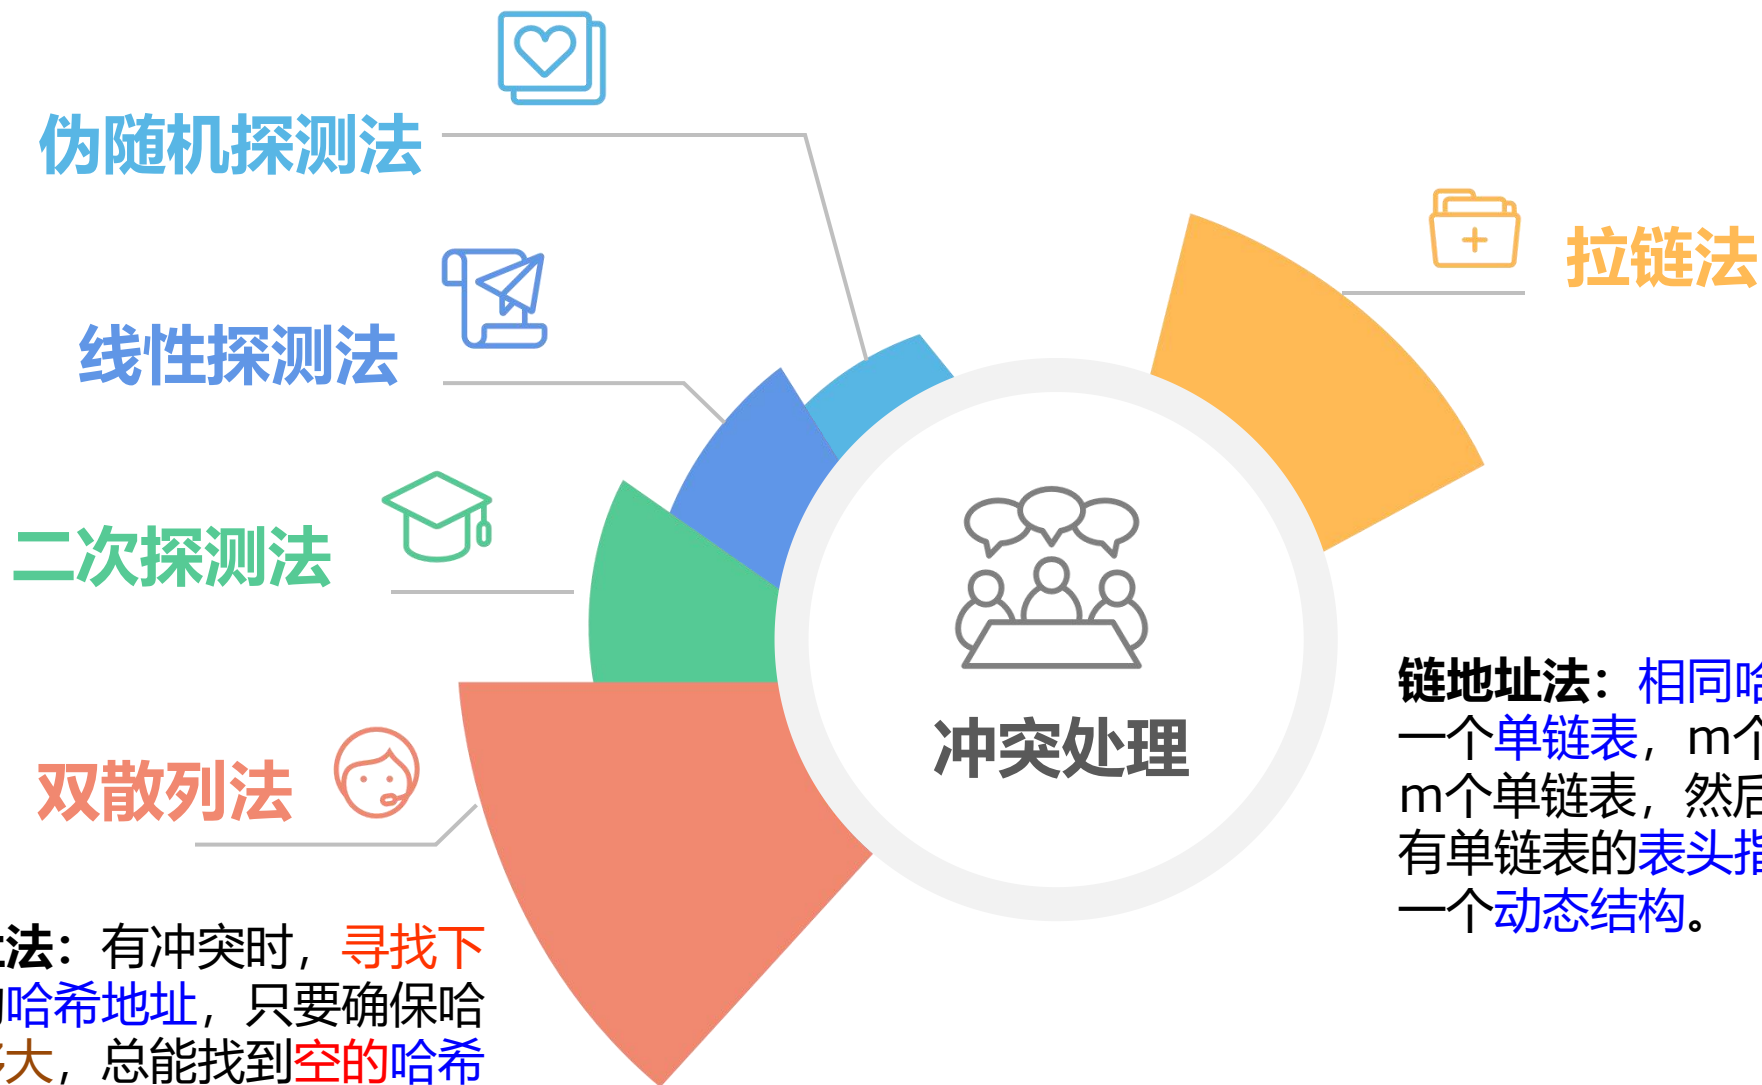 伪随机探测法
线性探测法
二次探测法
双散列法
拉链法
冲突处理
链地址法：相同哈
一个单链表，m个
m个单链表，然后
有单链表的表头指
一个动态结构。
法：有冲突时，寻找下
哈希地址，只要确保哈
大，总能找到空的哈希